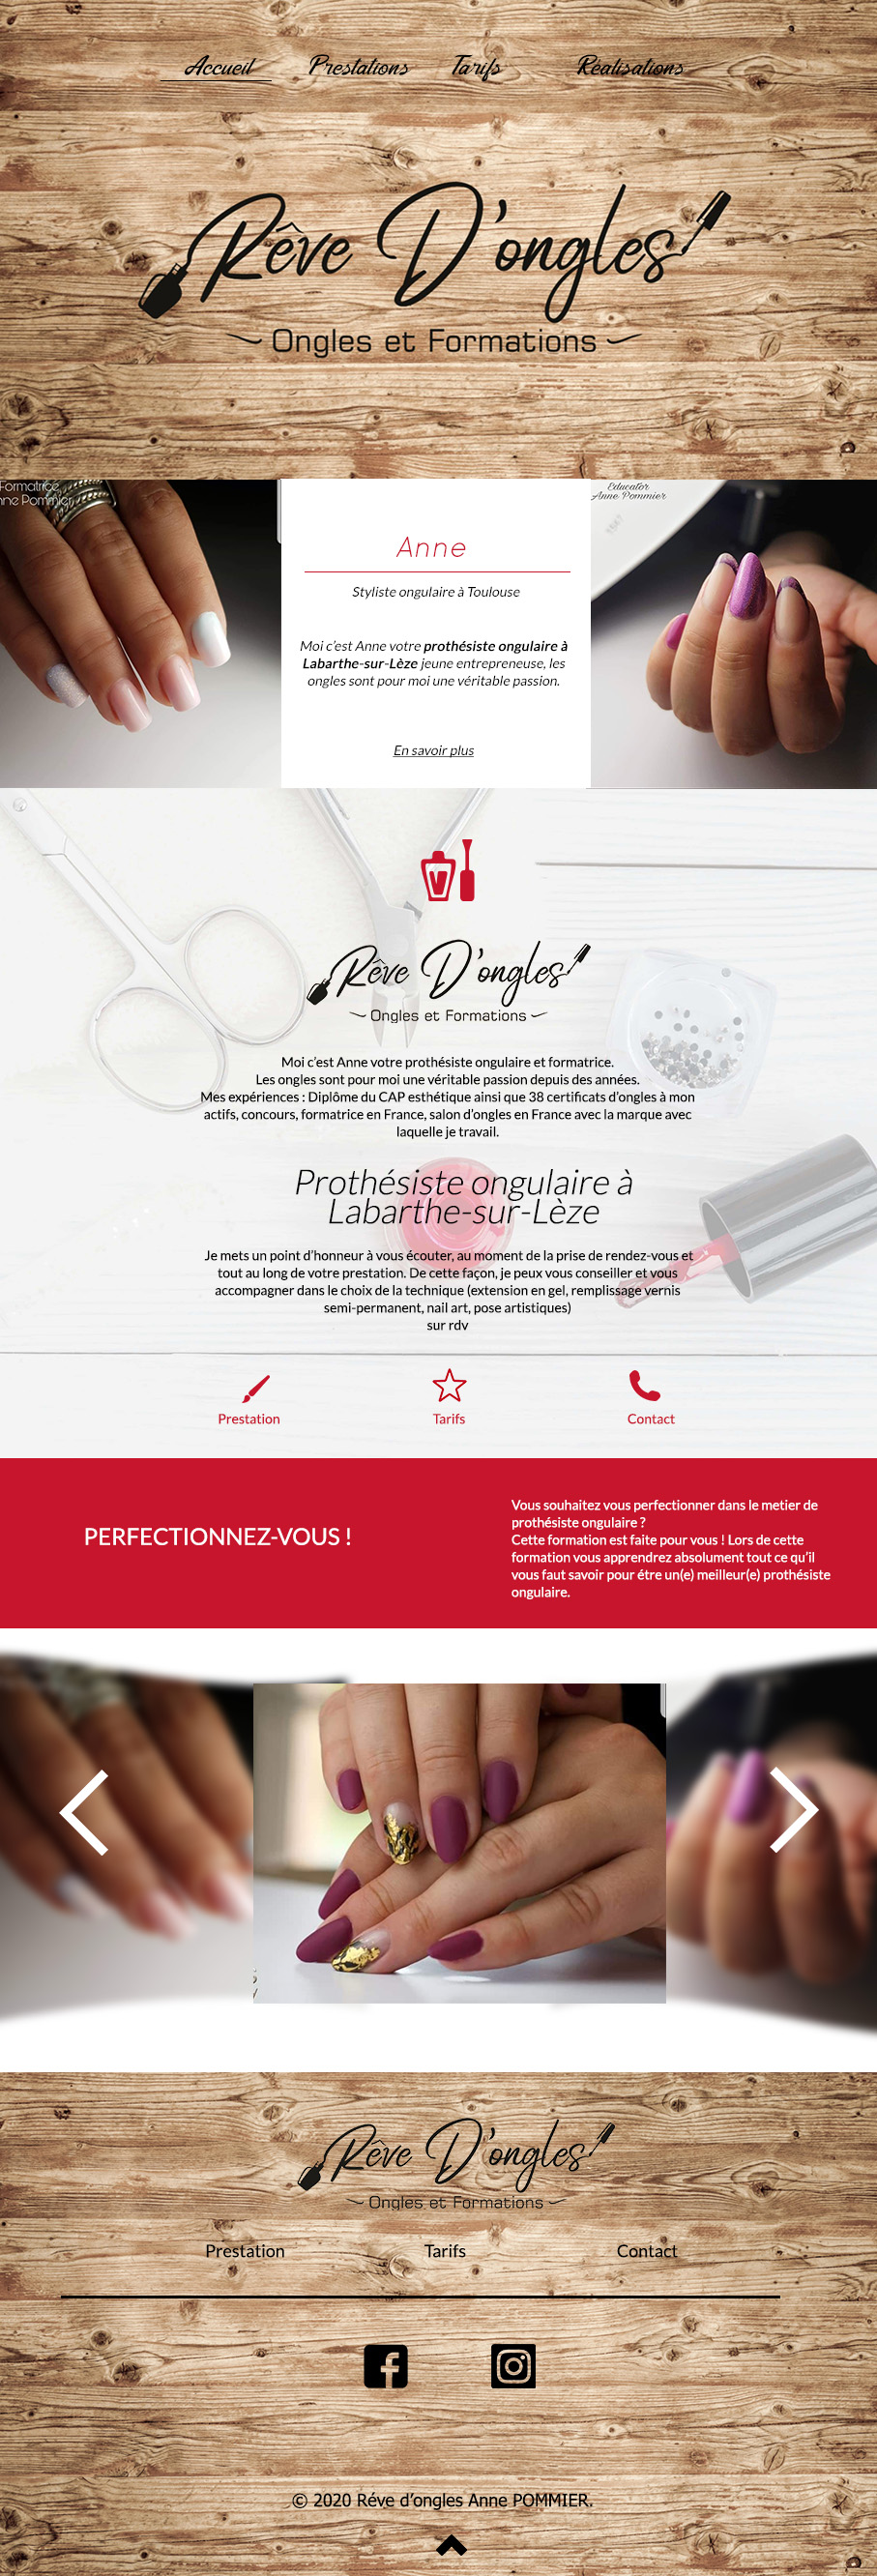 Accueil Prestations Tarifs Réalisations
Rêve D'ongles
Ongles et Formations
Formatrice
Anne Pommier
Educator
Anne Pommier
Anne
Styliste ongulaire à Toulouse
Moi c'est Anne votre prothésiste ongulaire à
Labarthe-sur-Lèze jeune entrepreneuse, les
ongles sont pour moi une véritable passion.
En savoir plus
Rêve D'ongles
Ongles et Formations
Moi c'est Anne votre prothésiste ongulaire et formatrice.
Les ongles sont pour moi une véritable passion depuis des années.
Mes expériences : Diplôme du CAP esthétique ainsi que 38 certificats d'ongles à mon
actifs, concours, formatrice en France, salon d'ongles en France avec la marque avec
laquelle je travail.
Prothésiste ongulaire à
Labarthe-sur-Lèze
Je mets un point d'honneur à vous écouter, au moment de la prise de rendez-vous et
tout au long de votre prestation. De cette façon, je peux vous conseiller et vous
accompagner dans le choix de la technique (extension en gel, remplissage vernis
semi-permanent, nail art, pose artistiques)
sur rdv
Prestation Tarifs Contact
PERFECTIONNEZ-VOUS !
Vous souhaitez vous perfectionner dans le metier de
prothésiste ongulaire ?
Cette formation est faite pour vous ! Lors de cette
formation vous apprendrez absolument tout ce qu'il
vous faut savoir pour étre un(e) meilleur(e) prothésiste
ongulaire.
Rêve D'ongles
Ongles et Formations
Prestation Tarifs Contact
© 2020 Réve d'ongles Anne POMMIER.